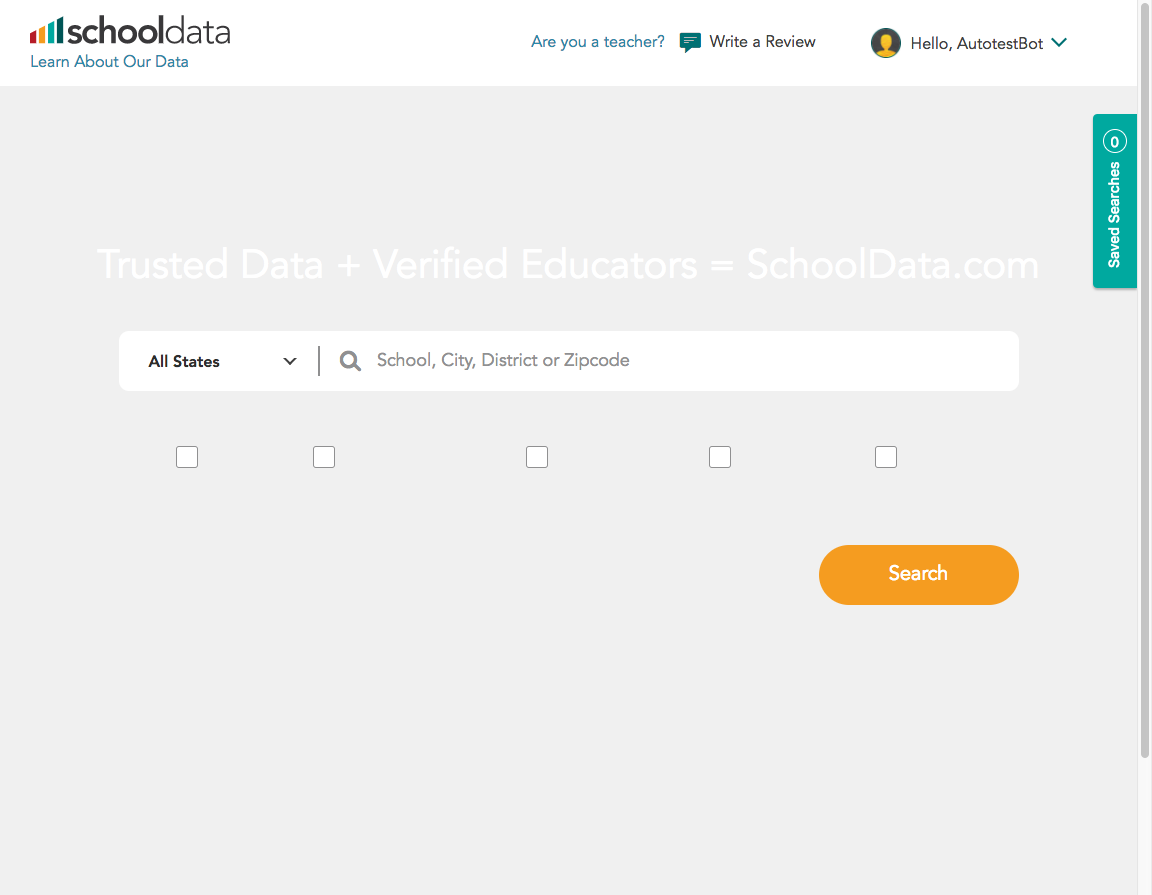 schooldata
Learn About Our Data
Are you a teacher?
Write a Review
Hello, AutotestBot
0
Saved Searches
Trusted Data + Verified Educators = SchoolData.com
All States
School, City, District or Zipcode
Search